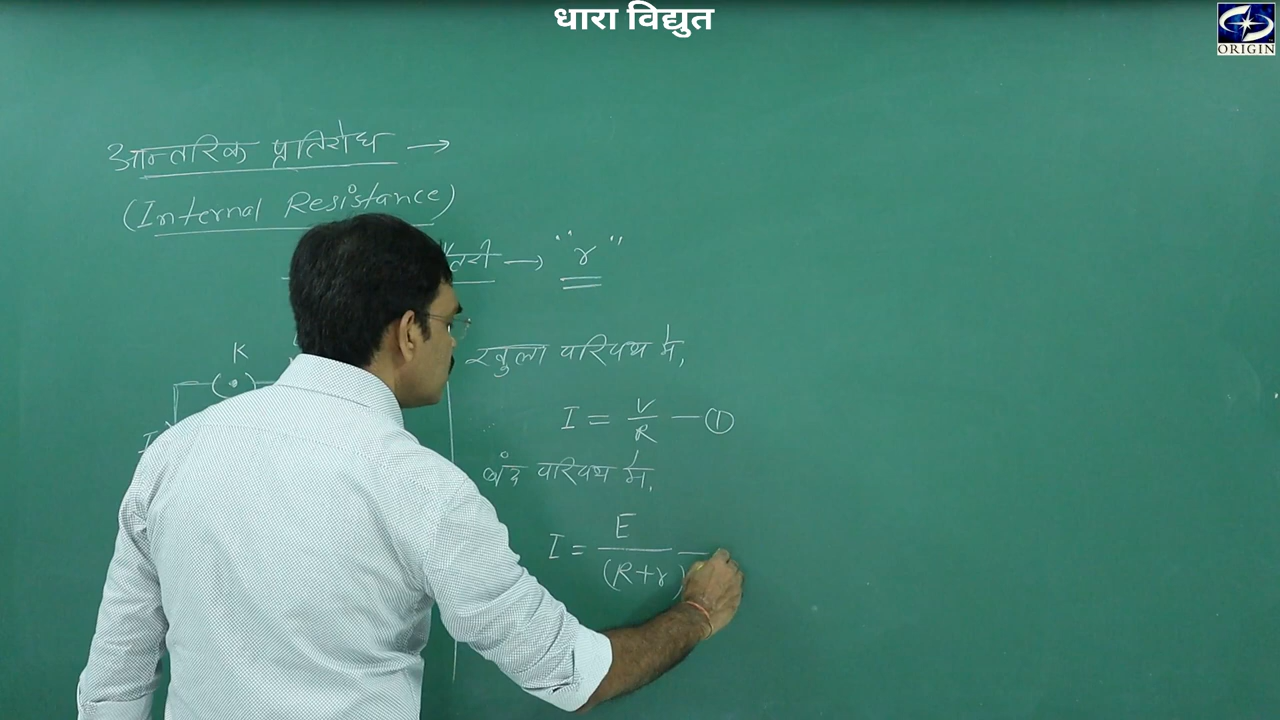 धारा विद्युत
ORIGIN
आन्तरिक प्रतिरोध →
(Internal Resistance)
→ "r"
K
I
खुला परिपथ में,
I = V/R — ①
बंद परिपथ में,
I = E/(R+r) —